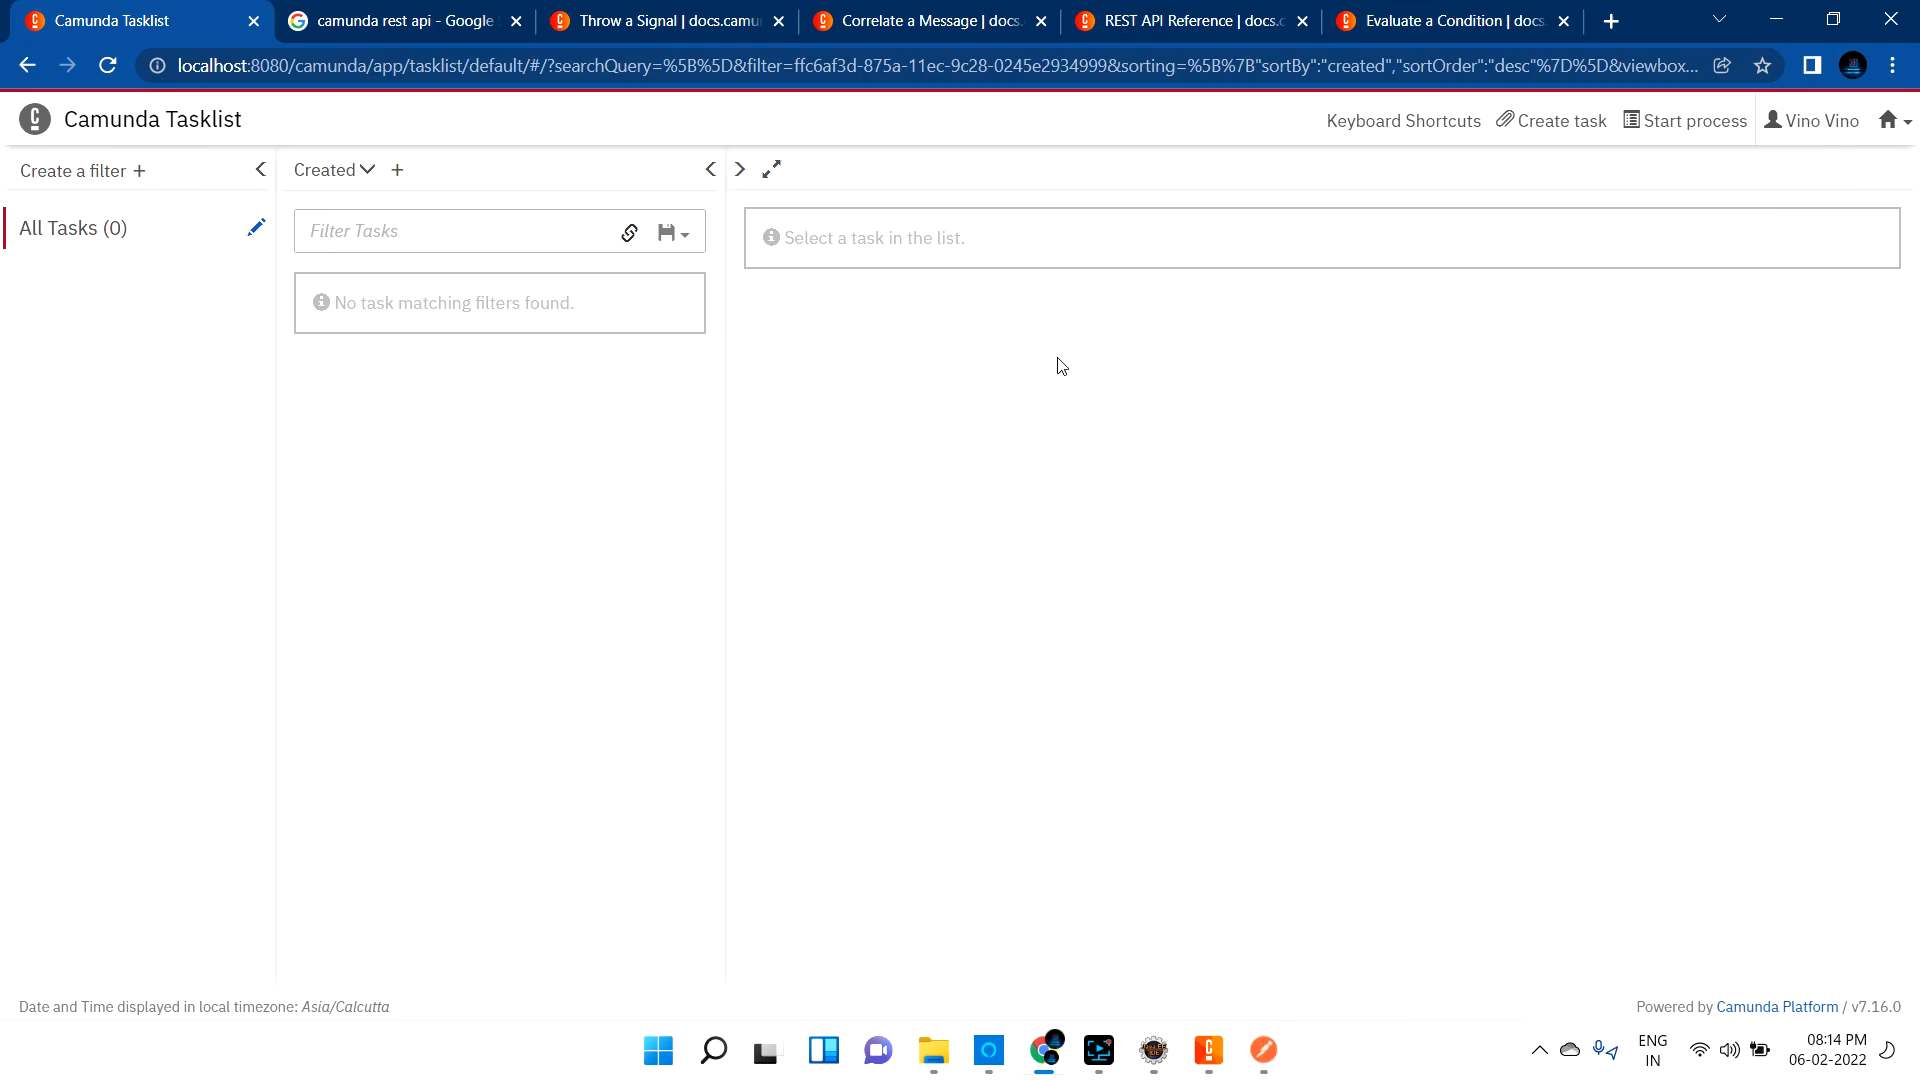 Camunda Tasklist
camunda rest api - Google
Throw a Signal | docs.camu
Correlate a Message | docs.
REST API Reference | docs.c
Evaluate a Condition | docs.
localhost:8080/camunda/app/tasklist/default/#/?searchQuery=%5B%5D&filter=ffc6af3d-875a-11ec-9c28-0245e2934999&sorting=%5B%7B"sortBy":"created","sortOrder":"desc"%7D%5D&viewbox...
Camunda Tasklist
Keyboard Shortcuts
Create task
Start process
Vino Vino
Create a filter +
Created
All Tasks (0)
Filter Tasks
Select a task in the list.
No task matching filters found.
Date and Time displayed in local timezone: Asia/Calcutta
Powered by Camunda Platform / v7.16.0
ENG
IN
08:14 PM
06-02-2022